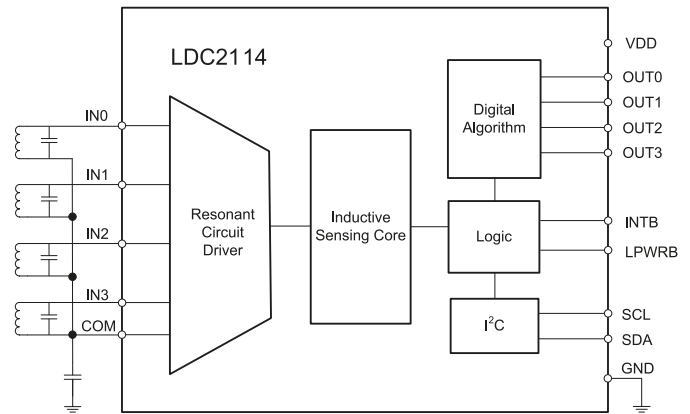 LDC2114
VDD
OUT0
OUT1
OUT2
OUT3
Digital
Algorithm
IN0
IN1
IN2
IN3
COM
Resonant
Circuit
Driver
Inductive
Sensing Core
Logic
INTB
LPWRB
I²C
SCL
SDA
GND